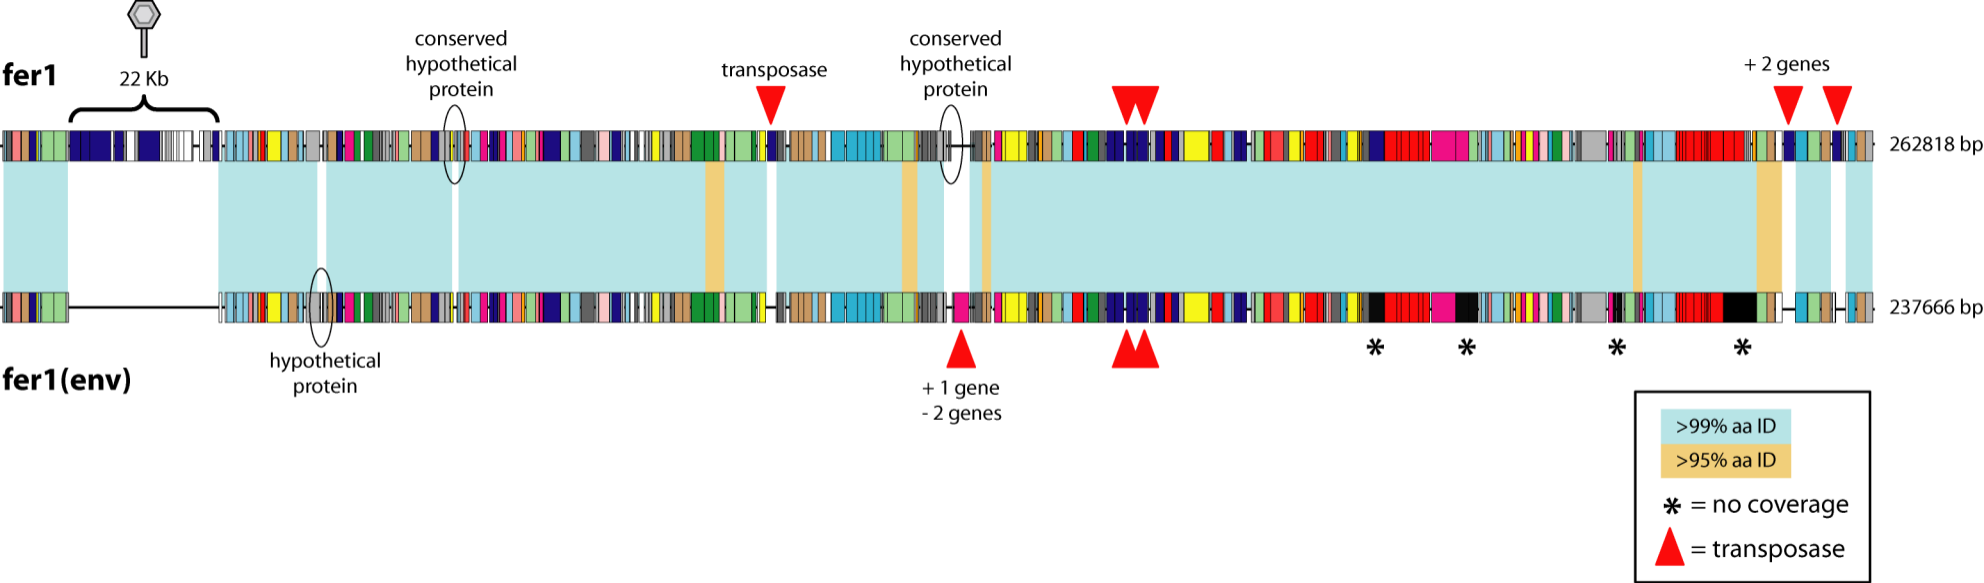 fer1
22 Kb
conserved
hypothetical
protein
transposase
conserved
hypothetical
protein
+ 2 genes
262818 bp
237666 bp
fer1(env)
hypothetical
protein
+ 1 gene
- 2 genes
* * * *
>99% aa ID
>95% aa ID
* = no coverage
= transposase